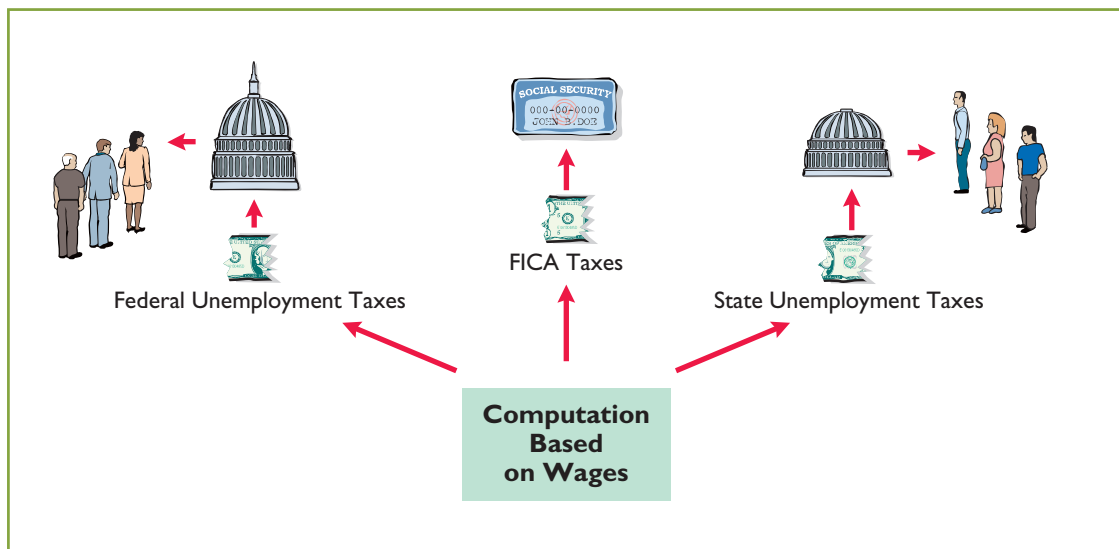 SOCIAL SECURITY
000-00-0000
JOHN B.DOE
FICA Taxes
Federal Unemployment Taxes
State Unemployment Taxes
Computation
Based
on Wages